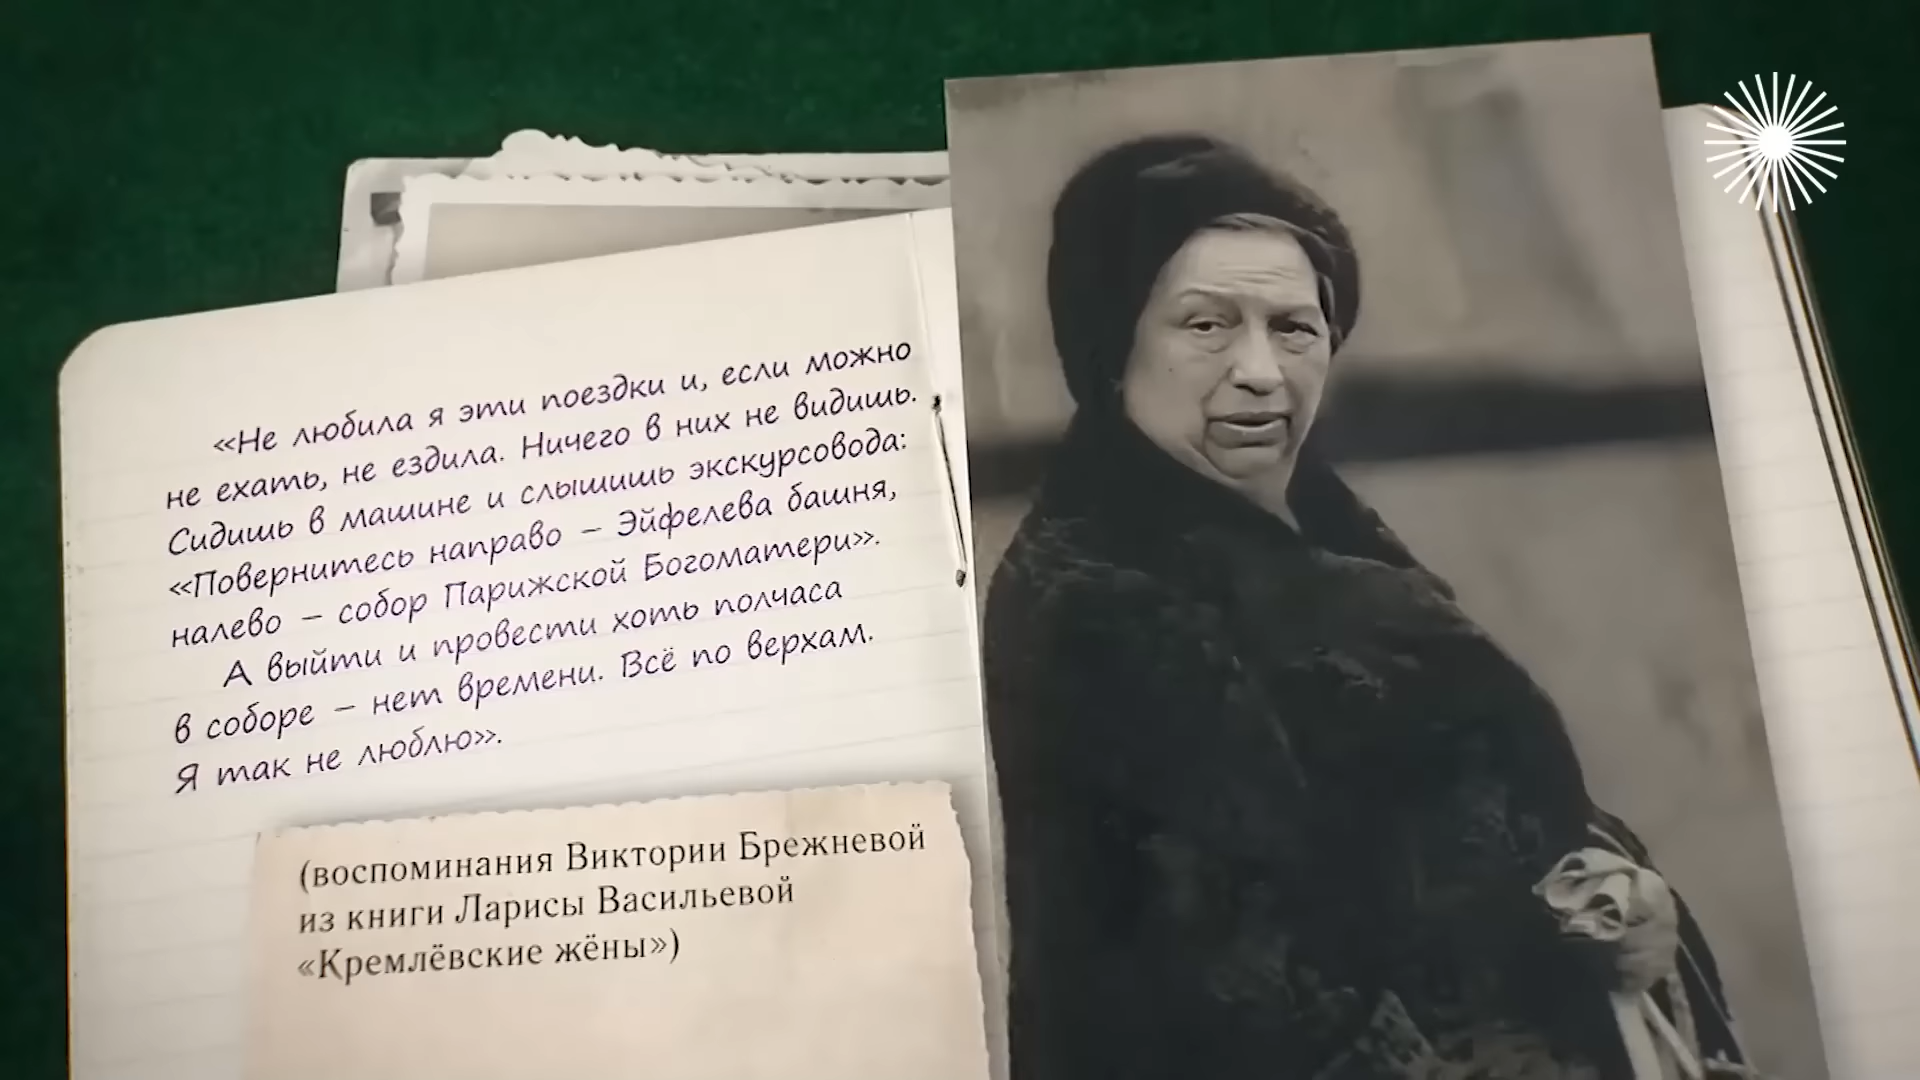 «Не любила я эти поездки и, если можно
не ехать, не ездила. Ничего в них не видишь.
Сидишь в машине и слышишь экскурсовода:
«Повернитесь направо – Эйфелева башня,
налево – собор Парижской Богоматери».
А выйти и провести хоть полчаса
в соборе – нет времени. Всё по верхам.
Я так не люблю».
(воспоминания Виктории Брежневой
из книги Ларисы Васильевой
«Кремлёвские жёны»)